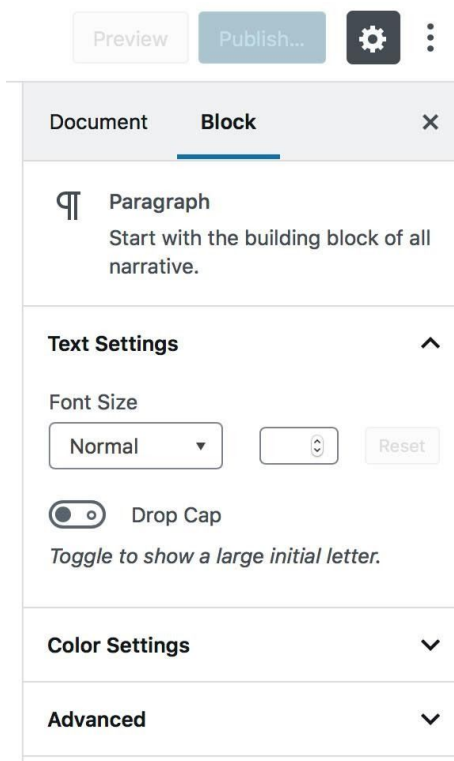 Preview Publish...
Document Block
Paragraph
Start with the building block of all
narrative.
Text Settings
Font Size
Normal Reset
Drop Cap
Toggle to show a large initial letter.
Color Settings
Advanced